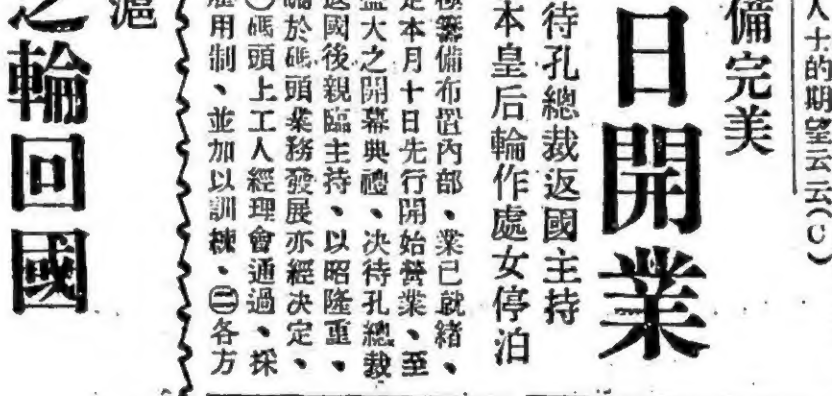 人士的期望云云(C)
備完美
日開業
待孔總裁返國主持
本皇后輪作處女停泊
極籌備布置內部、業已就緒、
定本月十日先行開始營業、至
盛大之開幕典禮、决待孔總裁
返國後親臨主持、以昭隆重、
關於碼頭業務發展亦經决定、
㊀碼頭上工人經理會通過、採
雇用制、並加以訓練、㊁各方
滬
之輪回國